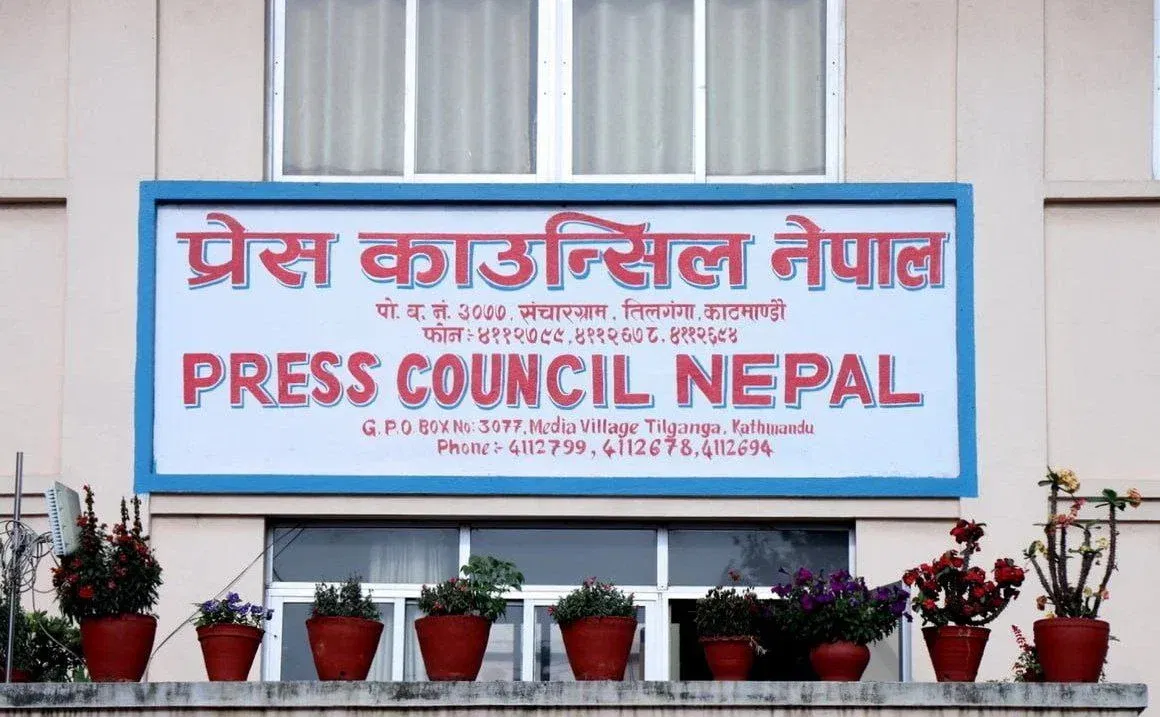 प्रेस काउन्सिल नेपाल
पो. व. नं. ३०७७, संचारग्राम, तिलगंगा, काठमाण्डौ
फोन :- ४११२७९९, ४११२६७८, ४११२६९४
PRESS COUNCIL NEPAL
G.P.O. BOX No: 3077, Media Village Tilganga, Kathmandu
Phone :- 4112799, 4112678, 4112694